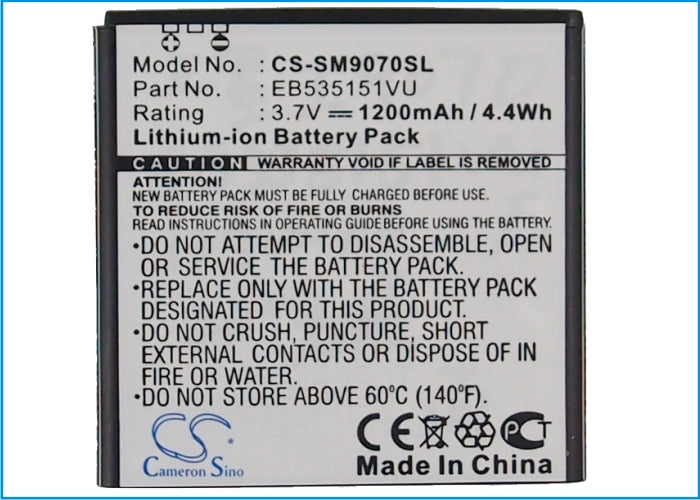 Model No. : CS-SM9070SL
Part No. : EB535151VU
Rating : 3.7V 1200mAh / 4.4Wh
Lithium-ion Battery Pack
CAUTION WARRANTY VOID IF LABEL IS REMOVED
ATTENTION!
NEW BATTERY PACK MUST BE FULLY CHARGED BEFORE USE.
TO REDUCE RISK OF FIRE OR BURNS
READ INSTRUCTIONS IN OPERATING GUIDE BEFORE USING BATTERY.
•DO NOT ATTEMPT TO DISASSEMBLE, OPEN
OR SERVICE THE BATTERY PACK.
•REPLACE ONLY WITH THE BATTERY PACK
DESIGNATED FOR THIS PRODUCT.
•DO NOT CRUSH, PUNCTURE, SHORT
CONTACTS OR DISPOSE OF
IN FIRE OR WATER.
•DO NOT EXPOSE ABOVE 60°C (140°F).
CS Cameron Sino
CE PCT
Made In China